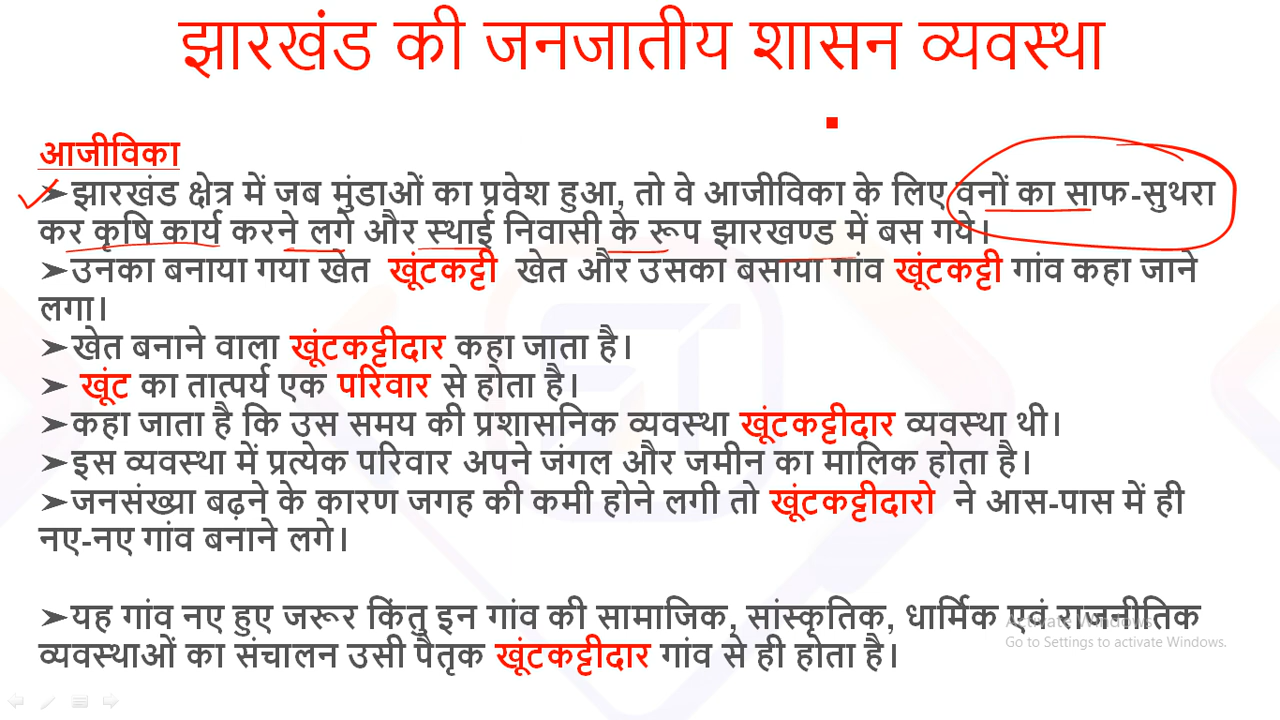 झारखंड की जनजातीय शासन व्यवस्था
आजीविका
➤झारखंड क्षेत्र में जब मुंडाओं का प्रवेश हुआ, तो वे आजीविका के लिए वनों का साफ-सुथरा
कर कृषि कार्य करने लगे और स्थाई निवासी के रूप झारखण्ड में बस गये।
➤उनका बनाया गया खेत खूंटकट्टी खेत और उसका बसाया गांव खूंटकट्टी गांव कहा जाने
लगा।
➤खेत बनाने वाला खूंटकट्टीदार कहा जाता है।
➤ खूंट का तात्पर्य एक परिवार से होता है।
➤कहा जाता है कि उस समय की प्रशासनिक व्यवस्था खूंटकट्टीदार व्यवस्था थी।
➤इस व्यवस्था में प्रत्येक परिवार अपने जंगल और जमीन का मालिक होता है।
➤जनसंख्या बढ़ने के कारण जगह की कमी होने लगी तो खूंटकट्टीदारो ने आस-पास में ही
नए-नए गांव बनाने लगे।
➤यह गांव नए हुए जरूर किंतु इन गांव की सामाजिक, सांस्कृतिक, धार्मिक एवं राजनीतिक
व्यवस्थाओं का संचालन उसी पैतृक खूंटकट्टीदार गांव से ही होता है।
Activate Windows
Go to Settings to activate Windows.